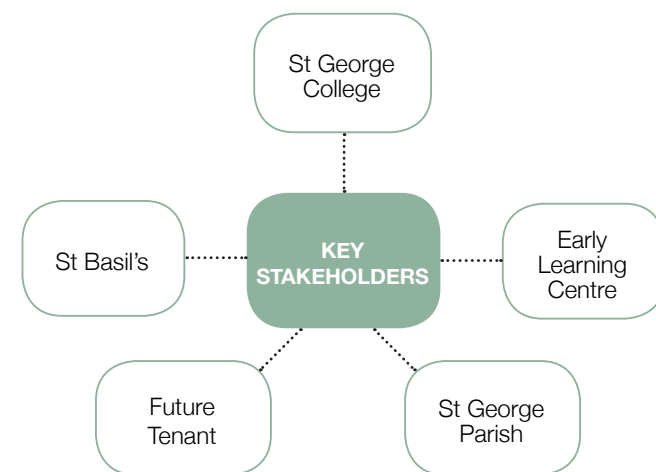 St George
College
St Basil's
KEY
STAKEHOLDERS
Early
Learning
Centre
Future
Tenant
St George
Parish